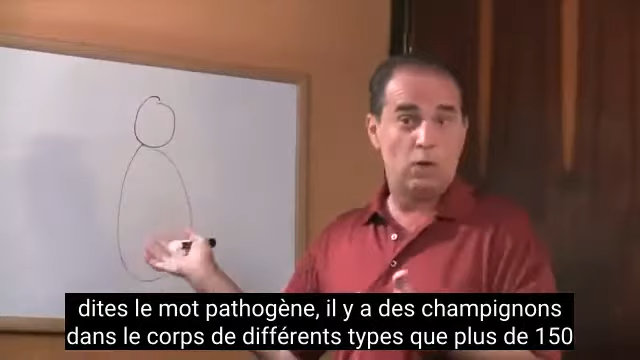 dites le mot pathogène, il y a des champignons
dans le corps de différents types que plus de 150